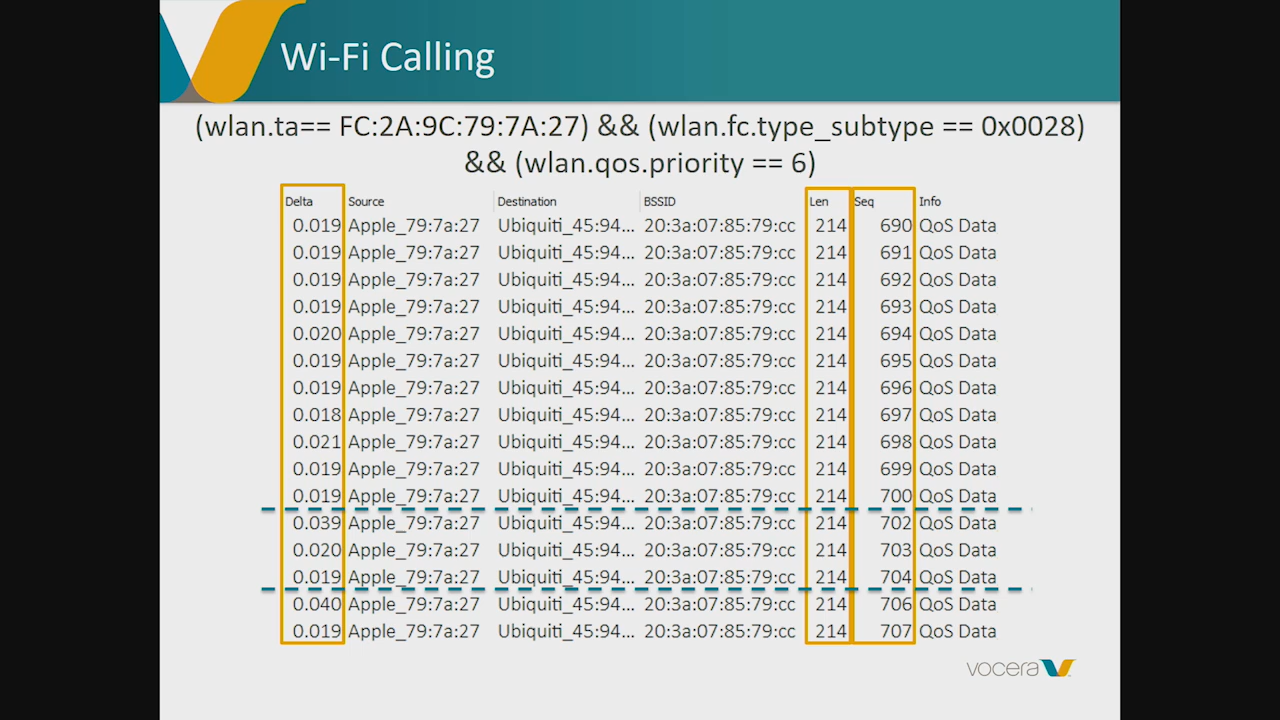 Wi-Fi Calling
(wlan.ta== FC:2A:9C:79:7A:27) && (wlan.fc.type_subtype == 0x0028)
&& (wlan.qos.priority == 6)
Delta Source Destination BSSID Len Seq Info
0.019 Apple_79:7a:27 Ubiquiti_45:94... 20:3a:07:85:79:cc 214 690 QoS Data
0.019 Apple_79:7a:27 Ubiquiti_45:94... 20:3a:07:85:79:cc 214 691 QoS Data
0.019 Apple_79:7a:27 Ubiquiti_45:94... 20:3a:07:85:79:cc 214 692 QoS Data
0.019 Apple_79:7a:27 Ubiquiti_45:94... 20:3a:07:85:79:cc 214 693 QoS Data
0.020 Apple_79:7a:27 Ubiquiti_45:94... 20:3a:07:85:79:cc 214 694 QoS Data
0.019 Apple_79:7a:27 Ubiquiti_45:94... 20:3a:07:85:79:cc 214 695 QoS Data
0.019 Apple_79:7a:27 Ubiquiti_45:94... 20:3a:07:85:79:cc 214 696 QoS Data
0.018 Apple_79:7a:27 Ubiquiti_45:94... 20:3a:07:85:79:cc 214 697 QoS Data
0.021 Apple_79:7a:27 Ubiquiti_45:94... 20:3a:07:85:79:cc 214 698 QoS Data
0.019 Apple_79:7a:27 Ubiquiti_45:94... 20:3a:07:85:79:cc 214 699 QoS Data
0.019 Apple_79:7a:27 Ubiquiti_45:94... 20:3a:07:85:79:cc 214 700 QoS Data
0.039 Apple_79:7a:27 Ubiquiti_45:94... 20:3a:07:85:79:cc 214 702 QoS Data
0.020 Apple_79:7a:27 Ubiquiti_45:94... 20:3a:07:85:79:cc 214 703 QoS Data
0.019 Apple_79:7a:27 Ubiquiti_45:94... 20:3a:07:85:79:cc 214 704 QoS Data
0.040 Apple_79:7a:27 Ubiquiti_45:94... 20:3a:07:85:79:cc 214 706 QoS Data
0.019 Apple_79:7a:27 Ubiquiti_45:94... 20:3a:07:85:79:cc 214 707 QoS Data
vocera